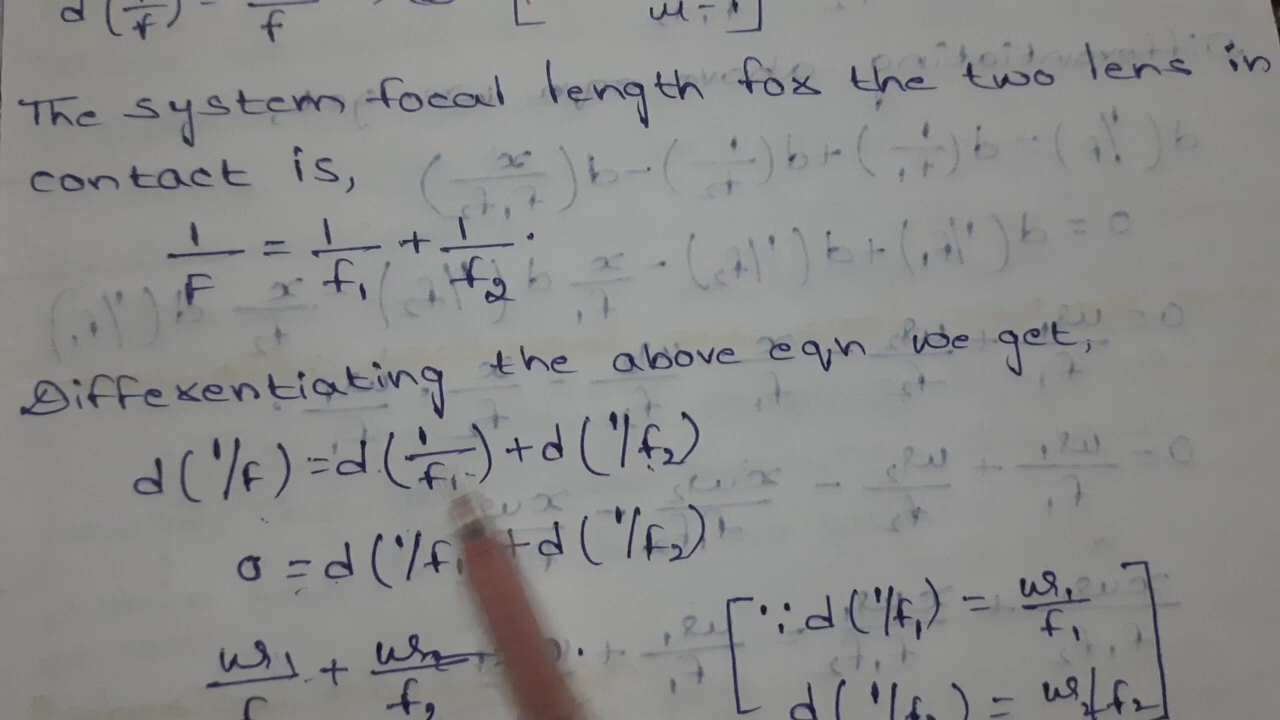 d(1/f) =
The system focal length for the two lens in
contact is,
1/F = 1/f₁ + 1/f₂.
Differentiating the above eqn we get,
d(1/F) = d(1/f₁) + d(1/f₂)
0 = d(1/f₁ + d(1/f₂)
[∵ d(1/f₁) = ω₁/f₁
ω₁/f + ω₂/f₂
d(1/f₂) = ω₂/f₂]